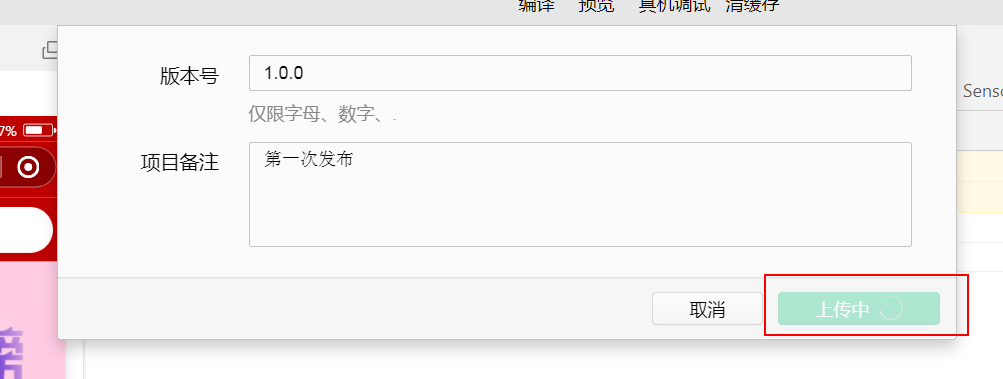 编译 预览 真机调试 清缓存
版本号 1.0.0
仅限字母、数字、.
Senso
7%
项目备注 第一次发布
取消 上传中